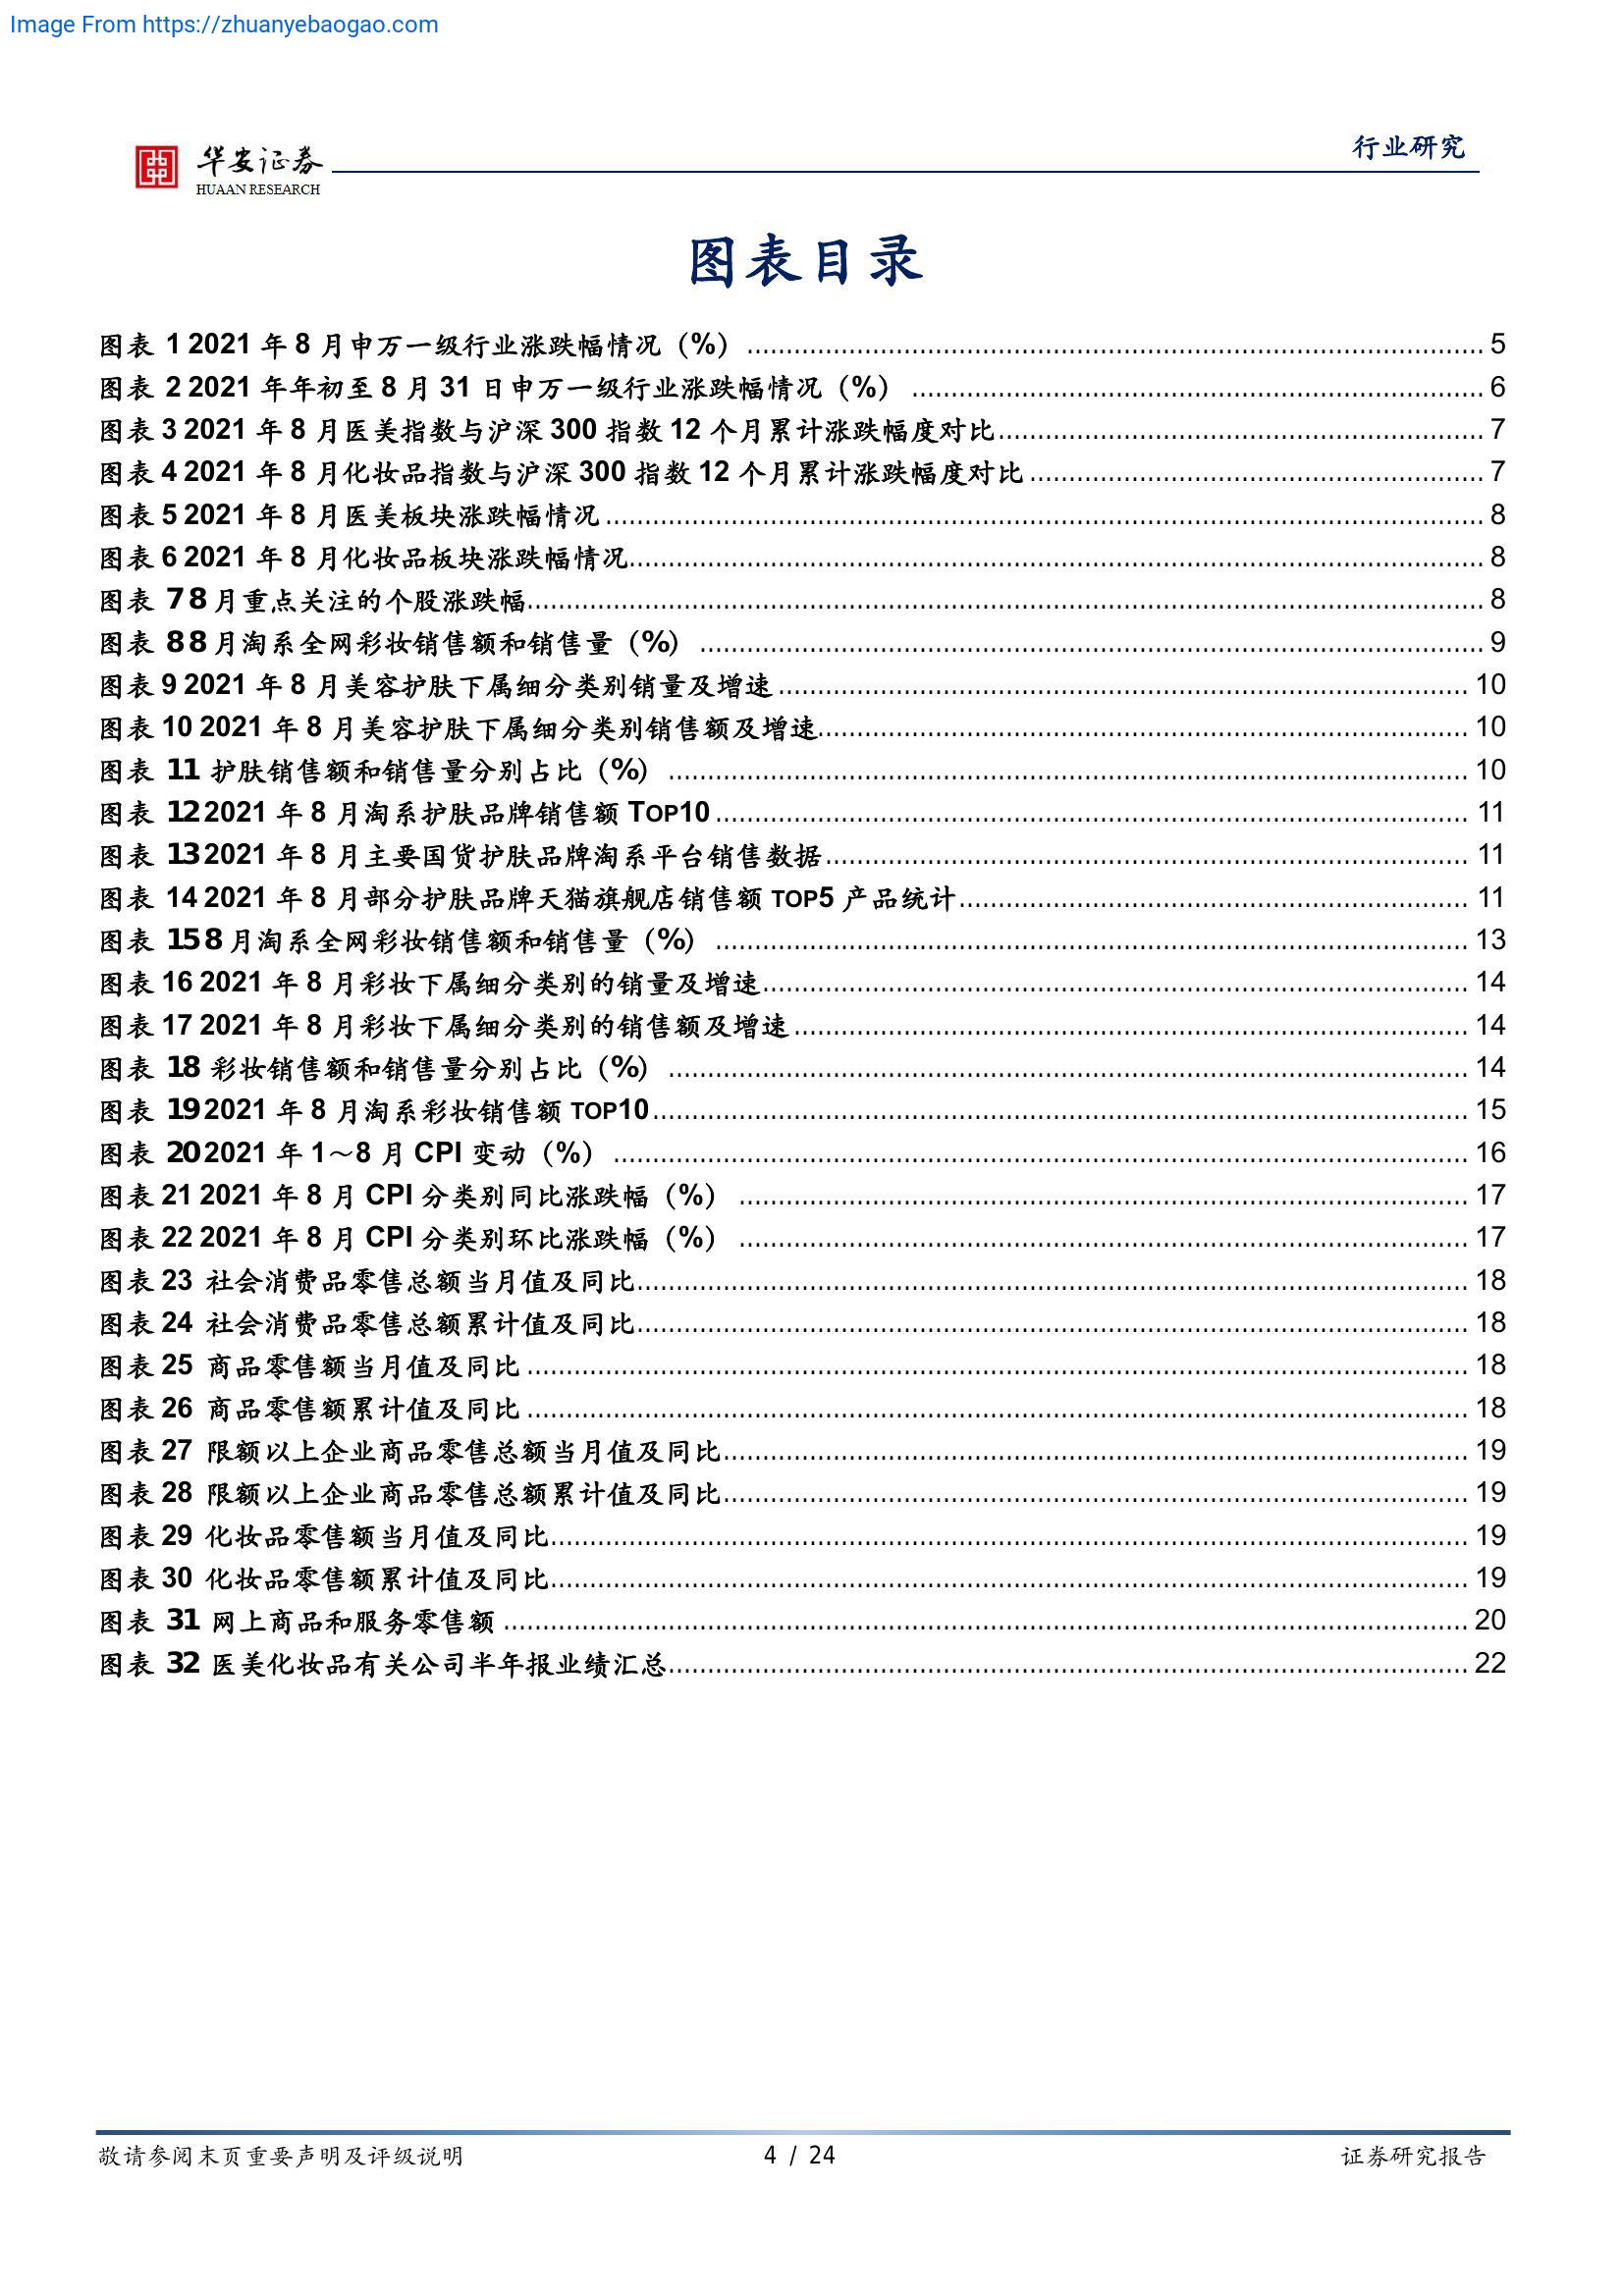 Image From https://zhuanyebaogao.com
华安证券
HUAAN RESEARCH
行业研究
图表目录
图表 1 2021 年 8 月申万一级行业涨跌幅情况（%） ........ 5
图表 2 2021 年年初至 8 月 31 日申万一级行业涨跌幅情况（%） ........ 6
图表 3 2021 年 8 月医美指数与沪深 300 指数 12 个月累计涨跌幅度对比........ 7
图表 4 2021 年 8 月化妆品指数与沪深 300 指数 12 个月累计涨跌幅度对比........ 7
图表 5 2021 年 8 月医美板块涨跌幅情况........ 8
图表 6 2021 年 8 月化妆品板块涨跌幅情况........ 8
图表 7 8 月重点关注的个股涨跌幅........ 8
图表 8 8 月淘系全网彩妆销售额和销售量（%） ........ 9
图表 9 2021 年 8 月美容护肤下属细分类别销量及增速........ 10
图表 10 2021 年 8 月美容护肤下属细分类别销售额及增速........ 10
图表 11 护肤销售额和销售量分别占比（%） ........ 10
图表 12 2021 年 8 月淘系护肤品牌销售额 TOP10........ 11
图表 13 2021 年 8 月主要国货护肤品牌淘系平台销售数据........ 11
图表 14 2021 年 8 月部分护肤品牌天猫旗舰店销售额 TOP5 产品统计........ 11
图表 15 8 月淘系全网彩妆销售额和销售量（%） ........ 13
图表 16 2021 年 8 月彩妆下属细分类别的销量及增速........ 14
图表 17 2021 年 8 月彩妆下属细分类别的销售额及增速........ 14
图表 18 彩妆销售额和销售量分别占比（%） ........ 14
图表 19 2021 年 8 月淘系彩妆销售额 TOP10........ 15
图表 20 2021 年 1～8 月 CPI 变动（%） ........ 16
图表 21 2021 年 8 月 CPI 分类别同比涨跌幅（%） ........ 17
图表 22 2021 年 8 月 CPI 分类别环比涨跌幅（%） ........ 17
图表 23 社会消费品零售总额当月值及同比........ 18
图表 24 社会消费品零售总额累计值及同比........ 18
图表 25 商品零售额当月值及同比........ 18
图表 26 商品零售额累计值及同比........ 18
图表 27 限额以上企业商品零售总额当月值及同比........ 19
图表 28 限额以上企业商品零售总额累计值及同比........ 19
图表 29 化妆品零售额当月值及同比........ 19
图表 30 化妆品零售额累计值及同比........ 19
图表 31 网上商品和服务零售额........ 20
图表 32 医美化妆品有关公司半年报业绩汇总........ 22
敬请参阅末页重要声明及评级说明 4 / 24 证券研究报告